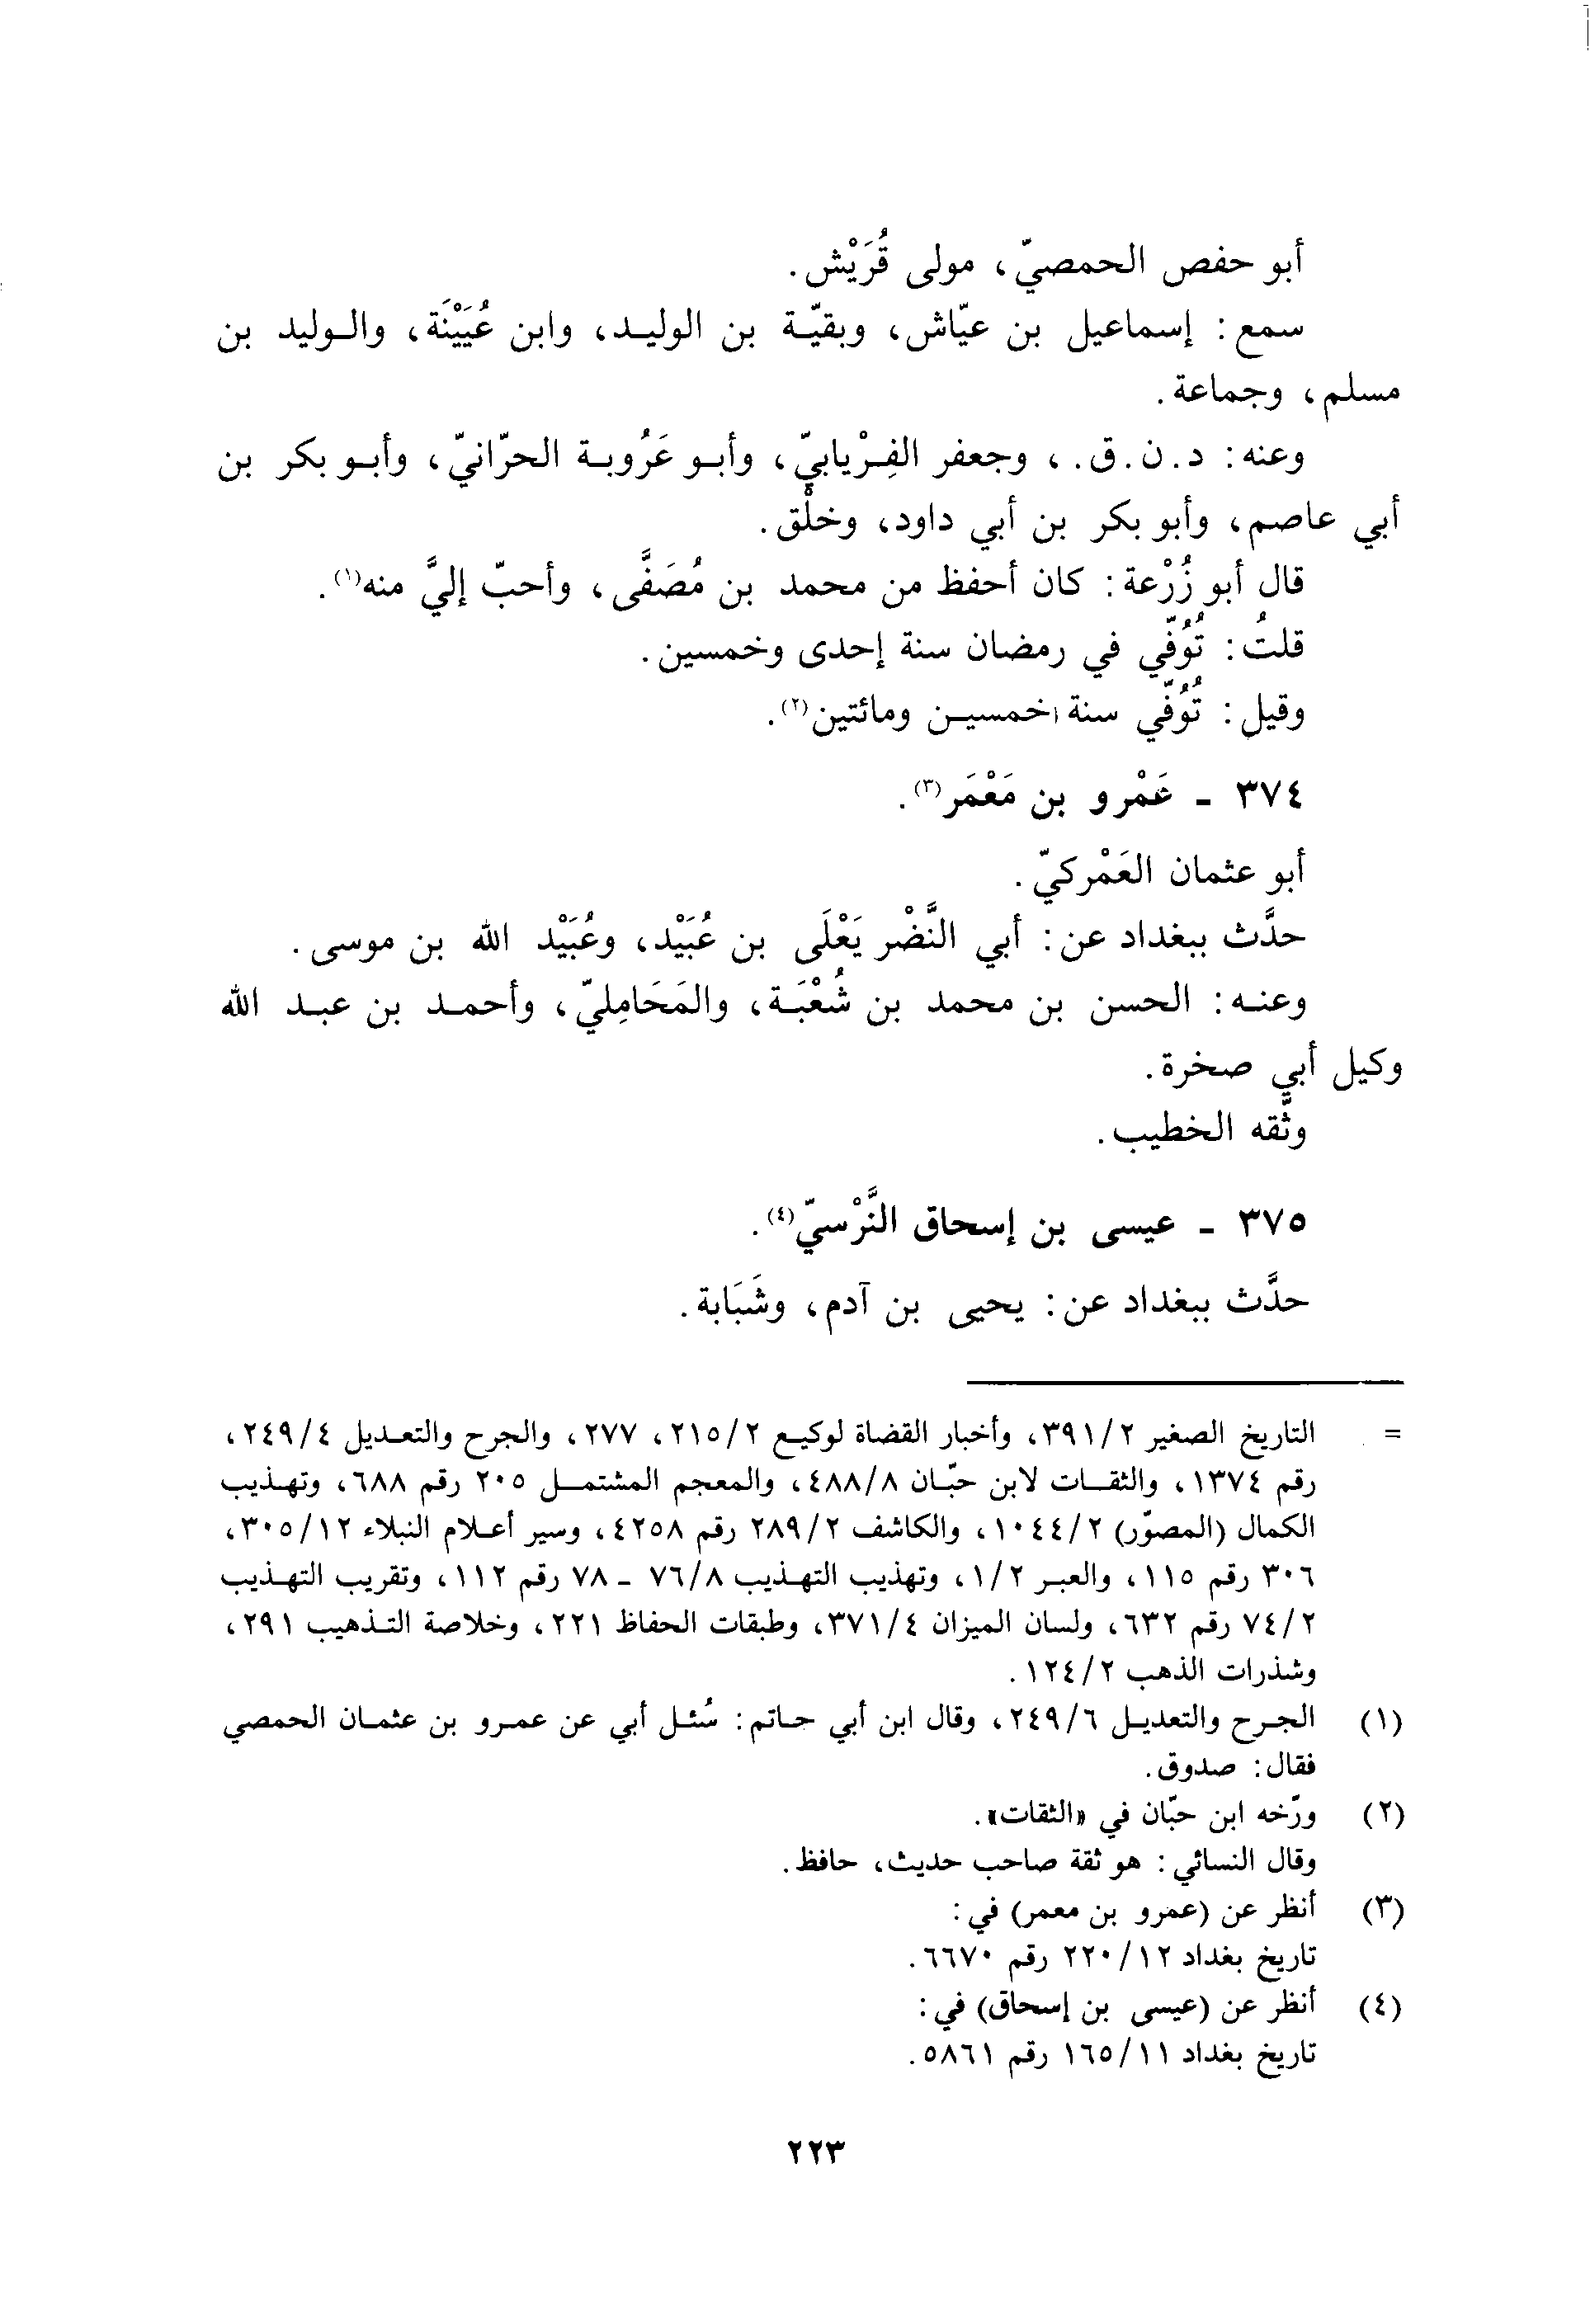 أبو حفص الحمصيّ، مولى قُرَيْش.
سمع: إسماعيل بن عيّاش، وبقيّة بن الوليد، وابن عُيَيْنَة، والوليد بن
مسلم، وجماعة.
وعنه: د.ن.ق.، وجعفر الفِرْيابيّ، وأبو عَرُوبة الحرّانيّ، وأبو بكر بن
أبي عاصم، وأبو بكر بن أبي داود، وخلْق.
قال أبو زُرْعة: كان أحفظ من محمد بن مُصَفَّى، وأحبّ إليَّ منه(١).
قلتُ: تُوُفّي في رمضان سنة إحدى وخمسين.
وقيل: تُوُفّي سنة خمسين ومائتين(٢).
٣٧٤ - عَمْرو بن مَعْمَر(٣).
أبو عثمان العَمْركيّ.
حدَّث ببغداد عن: أبي النَّضْر يَعْلَى بن عُبَيْد، وعُبَيْد الله بن موسى.
وعنه: الحسن بن محمد بن شُعْبَة، والمَحَامِليّ، وأحمد بن عبد الله
وكيل أبي صخرة.
وثَّقه الخطيب.
٣٧٥ - عيسى بن إسحاق النَّرْسيّ(٤).
حدَّث ببغداد عن: يحيى بن آدم، وشَبَابة.
= التاريخ الصغير ٣٩١/٢، وأخبار القضاة لوكيع ٢١٥/٢، ٢٧٧، والجرح والتعديل ٢٤٩/٤،
رقم ١٣٧٤، والثقات لابن حبّان ٤٨٨/٨، والمعجم المشتمل ٢٠٥ رقم ٦٨٨، وتهذيب
الكمال (المصوّر) ١٠٤٤/٢، والكاشف ٢٨٩/٢ رقم ٤٢٥٨، وسير أعلام النبلاء ٣٠٥/١٢،
٣٠٦ رقم ١١٥، والعبر ١/٢، وتهذيب التهذيب ٧٦/٨ - ٧٨ رقم ١١٢، وتقريب التهذيب
٧٤/٢ رقم ٦٣٢، ولسان الميزان ٣٧١/٤، وطبقات الحفاظ ٢٢١، وخلاصة التذهيب ٢٩١،
وشذرات الذهب ١٢٤/٢.
(١) الجرح والتعديل ٢٤٩/٦، وقال ابن أبي حاتم: سُئل أبي عن عمرو بن عثمان الحمصي
فقال: صدوق.
(٢) ورّخه ابن حبّان في «الثقات».
وقال النسائي: هو ثقة صاحب حديث، حافظ.
(٣) أنظر عن (عمرو بن معمر) في:
تاريخ بغداد ٢٢٠/١٢ رقم ٦٦٧٠.
(٤) أنظر عن (عيسى بن إسحاق) في:
تاريخ بغداد ١٦٥/١١ رقم ٥٨٦١.
٢٢٣